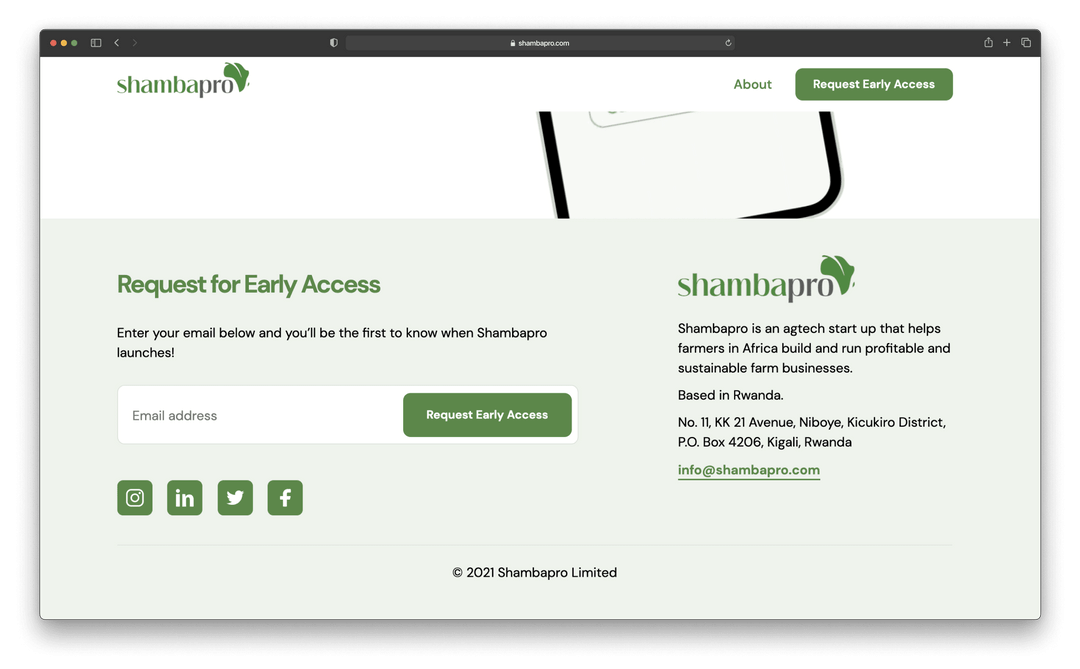 shambapro.com
shambapro
About
Request Early Access
Request for Early Access
Enter your email below and you’ll be the first to know when Shambapro
launches!
Email address
Request Early Access
shambapro
Shambapro is an agtech start up that helps
farmers in Africa build and run profitable and
sustainable farm businesses.
Based in Rwanda.
No. 11, KK 21 Avenue, Niboye, Kicukiro District,
P.O. Box 4206, Kigali, Rwanda
info@shambapro.com
© 2021 Shambapro Limited